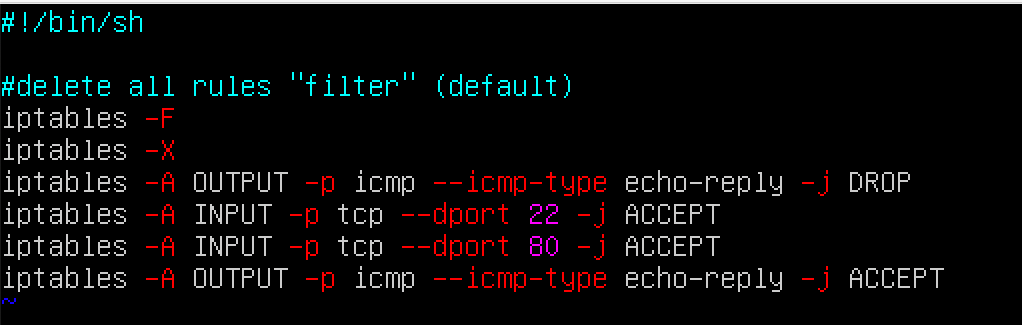 #!/bin/sh

#delete all rules "filter" (default)
iptables -F
iptables -X
iptables -A OUTPUT -p icmp --icmp-type echo-reply -j DROP
iptables -A INPUT -p tcp --dport 22 -j ACCEPT
iptables -A INPUT -p tcp --dport 80 -j ACCEPT
iptables -A OUTPUT -p icmp --icmp-type echo-reply -j ACCEPT
~